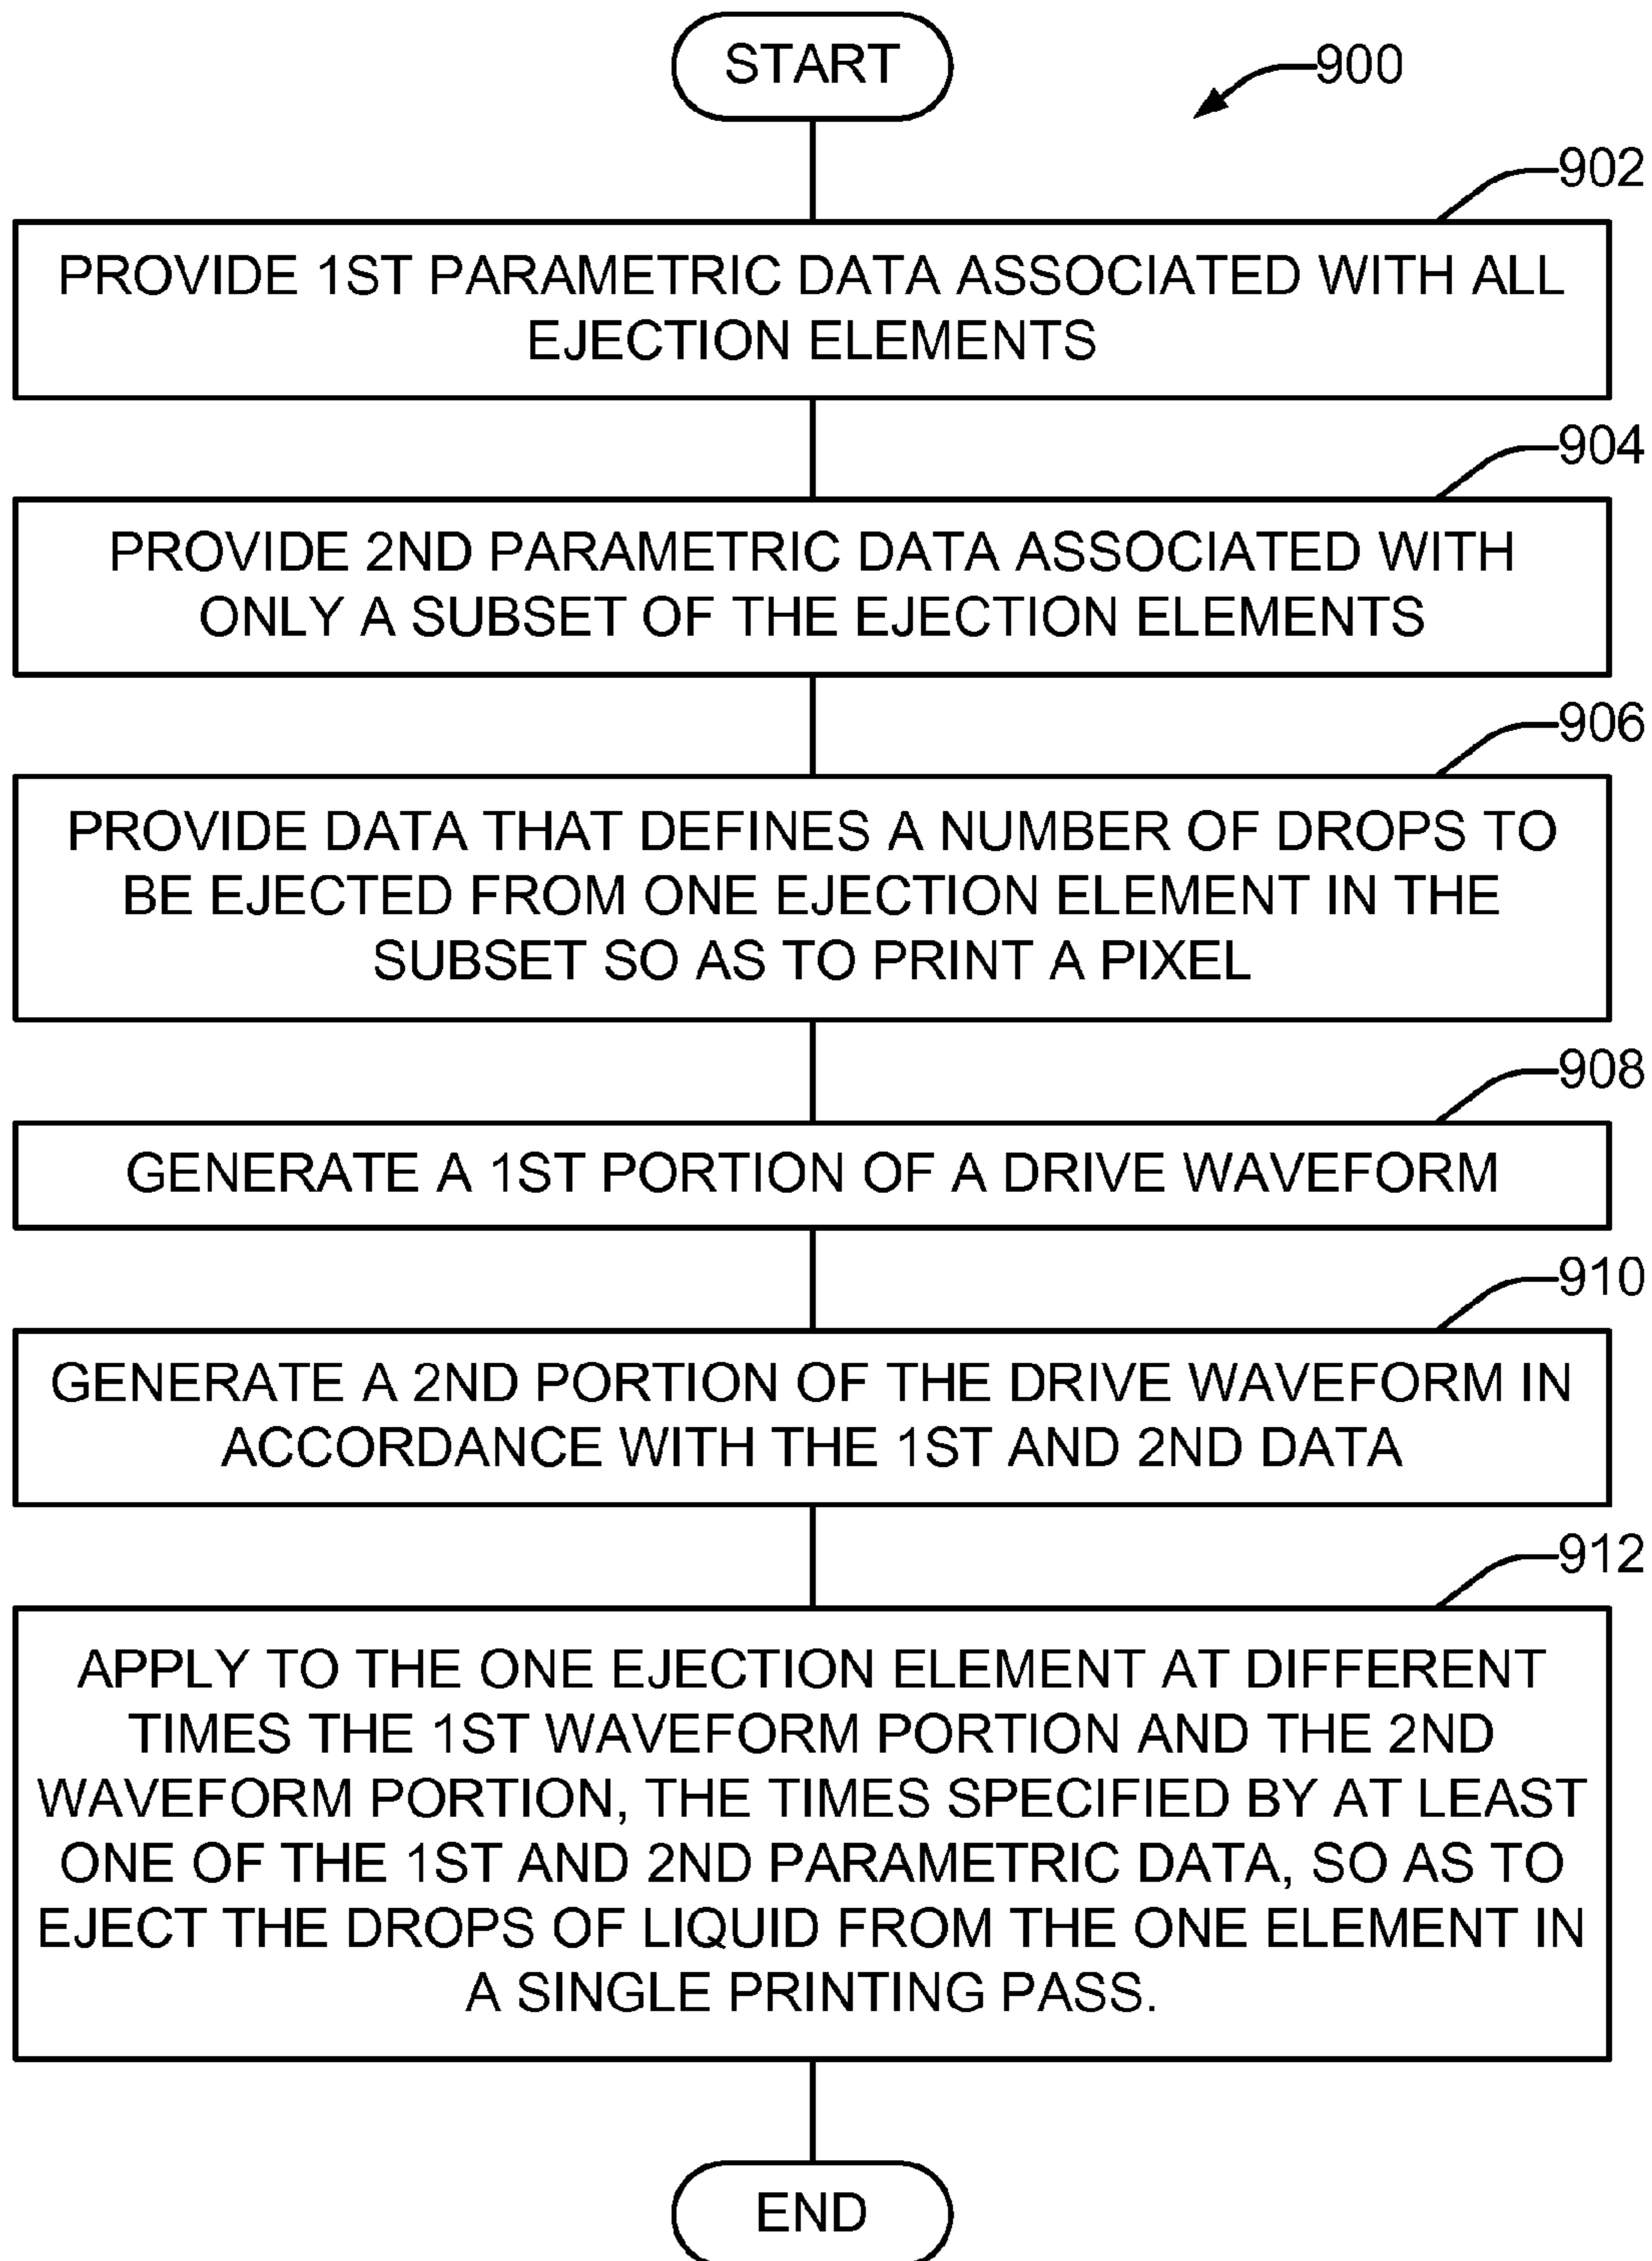 START
900
902
PROVIDE 1ST PARAMETRIC DATA ASSOCIATED WITH ALL
EJECTION ELEMENTS
904
PROVIDE 2ND PARAMETRIC DATA ASSOCIATED WITH
ONLY A SUBSET OF THE EJECTION ELEMENTS
906
PROVIDE DATA THAT DEFINES A NUMBER OF DROPS TO
BE EJECTED FROM ONE EJECTION ELEMENT IN THE
SUBSET SO AS TO PRINT A PIXEL
908
GENERATE A 1ST PORTION OF A DRIVE WAVEFORM
910
GENERATE A 2ND PORTION OF THE DRIVE WAVEFORM IN
ACCORDANCE WITH THE 1ST AND 2ND DATA
912
APPLY TO THE ONE EJECTION ELEMENT AT DIFFERENT
TIMES THE 1ST WAVEFORM PORTION AND THE 2ND
WAVEFORM PORTION, THE TIMES SPECIFIED BY AT LEAST
ONE OF THE 1ST AND 2ND PARAMETRIC DATA, SO AS TO
EJECT THE DROPS OF LIQUID FROM THE ONE ELEMENT IN
A SINGLE PRINTING PASS.
END